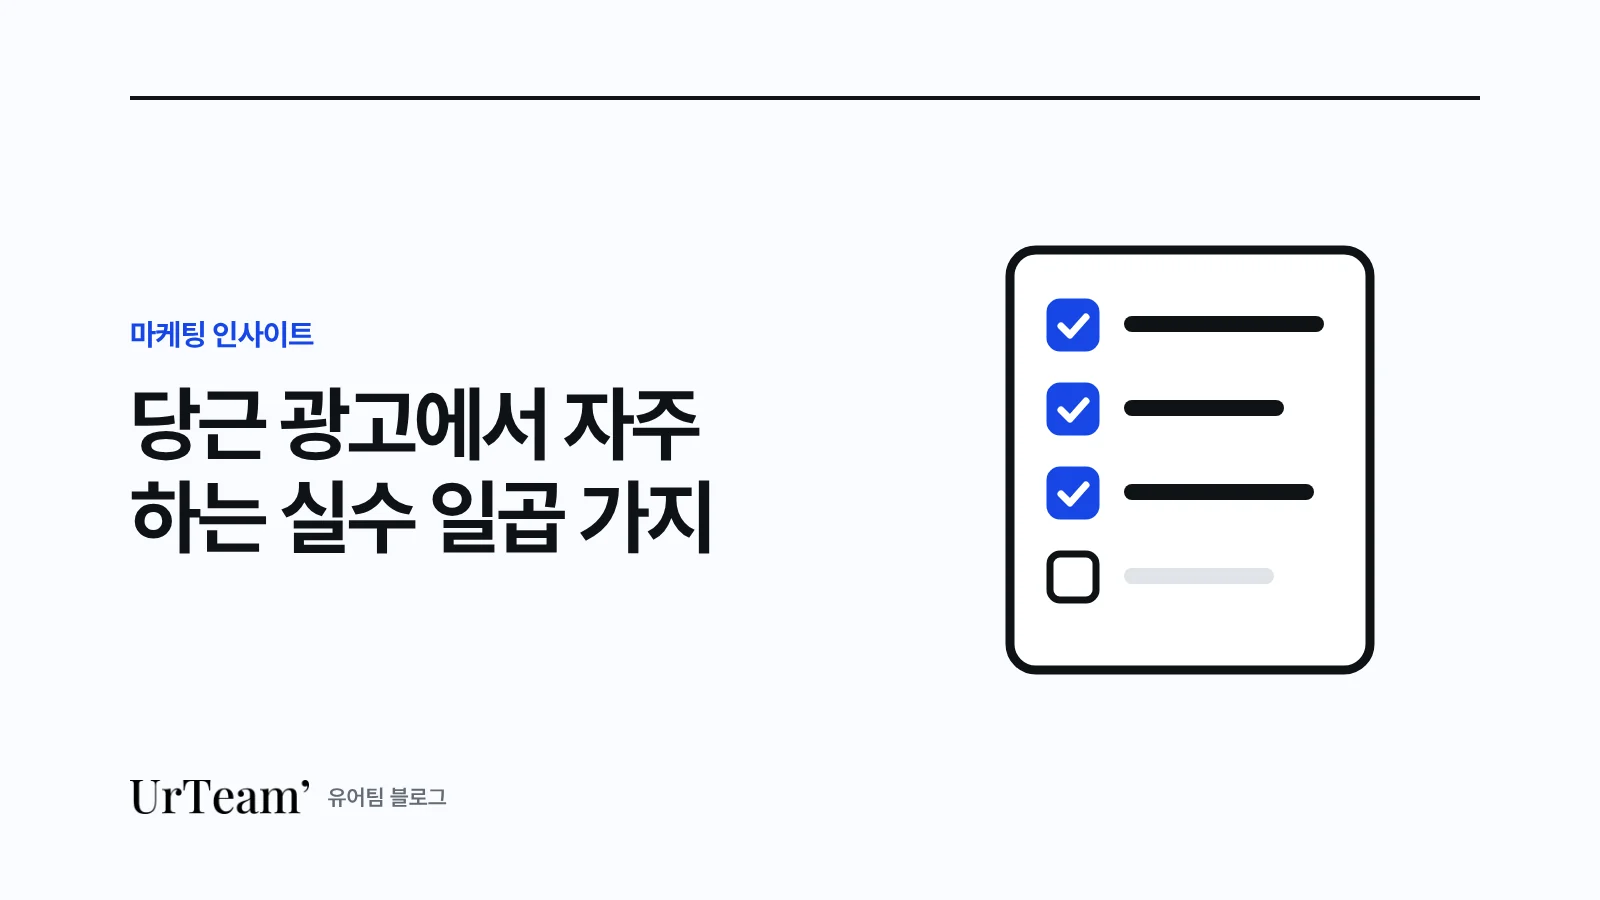 마케팅 인사이트
당근 광고에서 자주
하는 실수 일곱 가지
UrTeam’ 유어팀 블로그